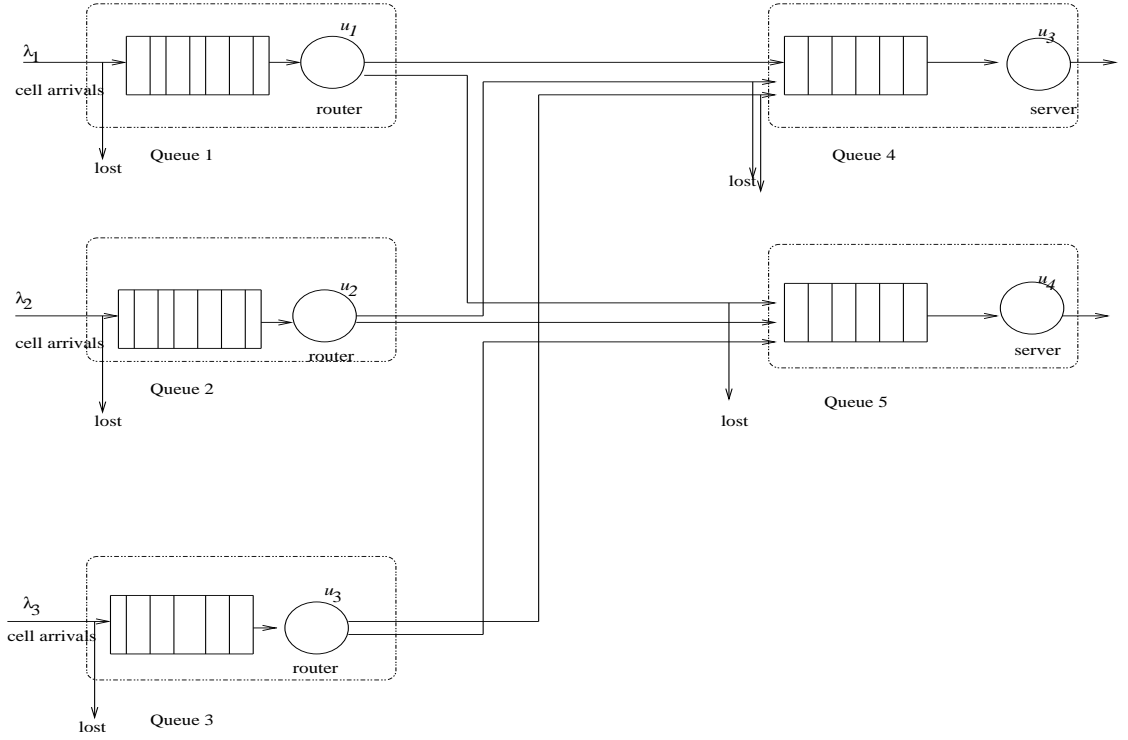 λ1
cell arrivals
u1
router
lost
Queue 1
u3
server
Queue 4
lost
λ2
cell arrivals
u2
router
lost
Queue 2
u4
server
Queue 5
lost
λ3
cell arrivals
u3
router
lost
Queue 3